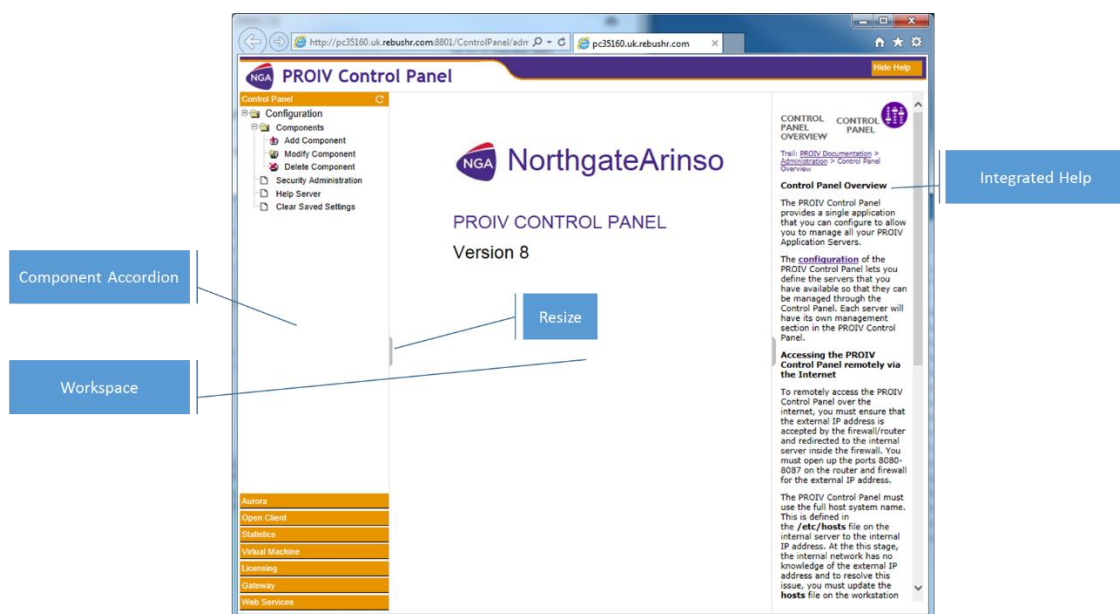 http://pc35160.uk.rebushr.com:8801/ControlPanel/adm
pc35160.uk.rebushr.com
NGA
PROIV Control Panel
Hide Help
Control Panel
Configuration
Components
Add Component
Modify Component
Delete Component
Security Administration
Help Server
Clear Saved Settings
Aurora
Open Client
Statistics
Virtual Machine
Licensing
Gateway
Web Services
NGA
NorthgateArinso
PROIV CONTROL PANEL
Version 8
Component Accordion
Workspace
Resize
Integrated Help
CONTROL
PANEL
OVERVIEW
CONTROL
PANEL
Trail: PROIV Documentation >
Administration > Control Panel
Overview
Control Panel Overview
The PROIV Control Panel
provides a single application
that you can configure to allow
you to manage all your PROIV
Application Servers.
The configuration of the
PROIV Control Panel lets you
define the servers that you
have available so that they can
be managed through the
Control Panel. Each server will
have its own management
section in the PROIV Control
Panel.
Accessing the PROIV
Control Panel remotely via
the Internet
To remotely access the PROIV
Control Panel over the
internet, you must ensure that
the external IP address is
accepted by the firewall/router
and redirected to the internal
server inside the firewall. You
must open up the ports 8080-
8087 on the router and firewall
for the external IP address.
The PROIV Control Panel must
use the full host system name.
This is defined in
the /etc/hosts file on the
internal server to the internal
IP address. At the this stage,
the internal network has no
knowledge of the external IP
address and to resolve this
issue, you must update the
hosts file on the workstation